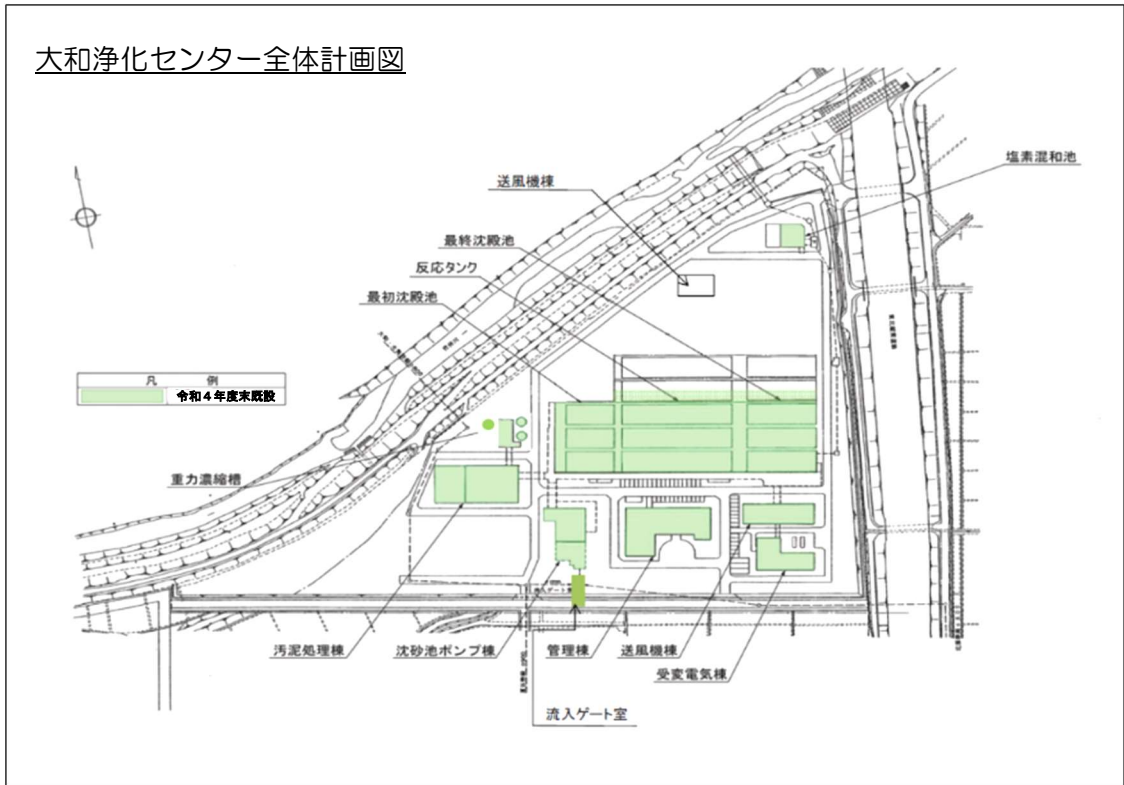 大和浄化センター全体計画図
塩素混和池
送風機棟
最終沈殿池
反応タンク
最初沈殿池
凡 例
令和4年度末既設
重力濃縮槽
汚泥処理棟
沈砂池ポンプ棟
管理棟
送風機棟
受変電気棟
流入ゲート室